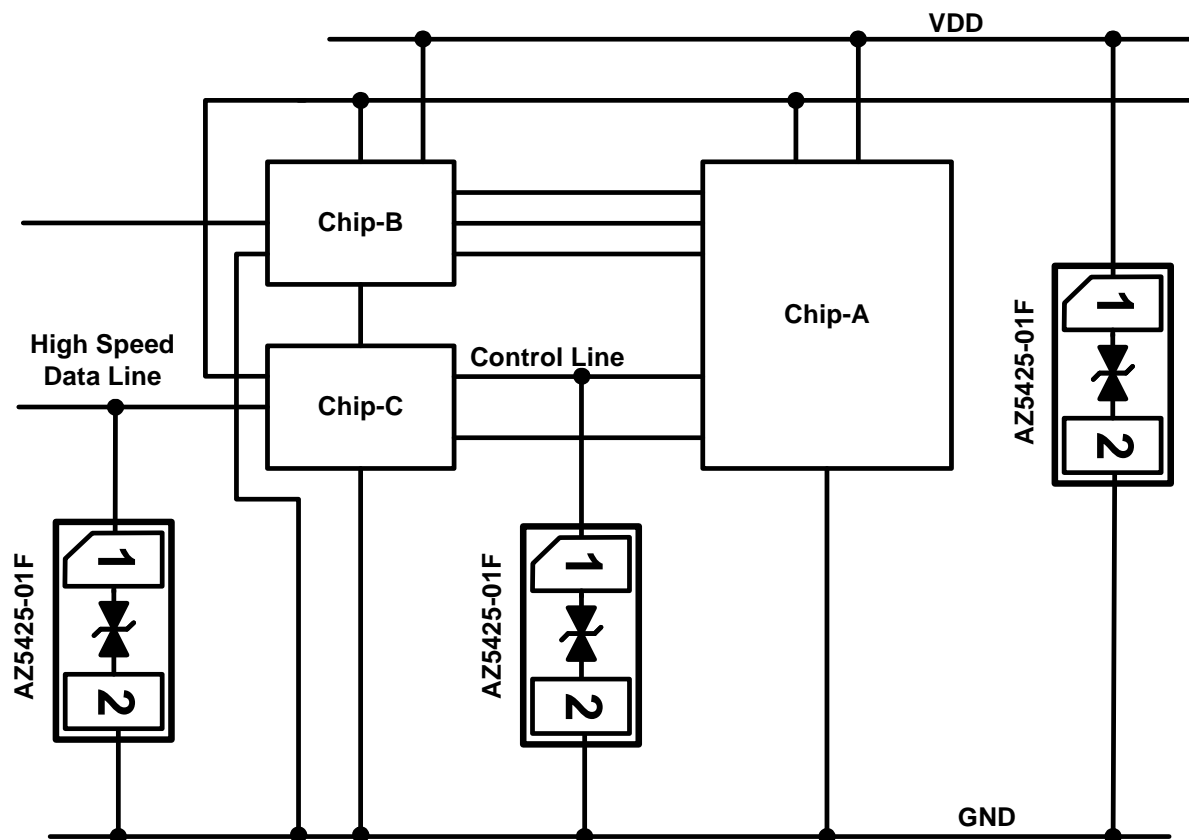 VDD
Chip-B
Chip-A
High Speed
Data Line
Control Line
Chip-C
AZ5425-01F
1
2
AZ5425-01F
1
2
AZ5425-01F
1
2
GND